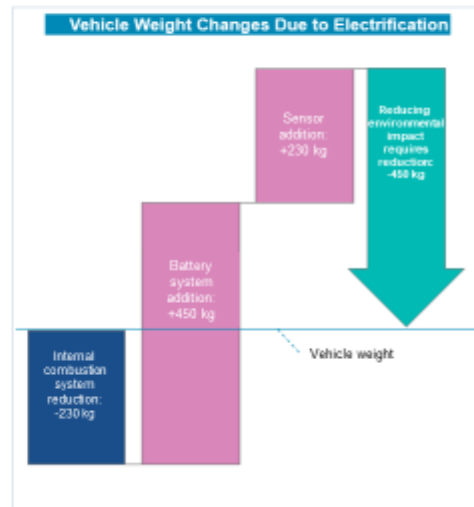 Vehicle Weight Changes Due to Electrification
Sensor
addition:
+230 kg
Reducing
environmental
impact
requires
reduction:
-450 kg
Battery
system
addition:
+450 kg
Internal
combustion
system
reduction:
-230 kg
Vehicle weight